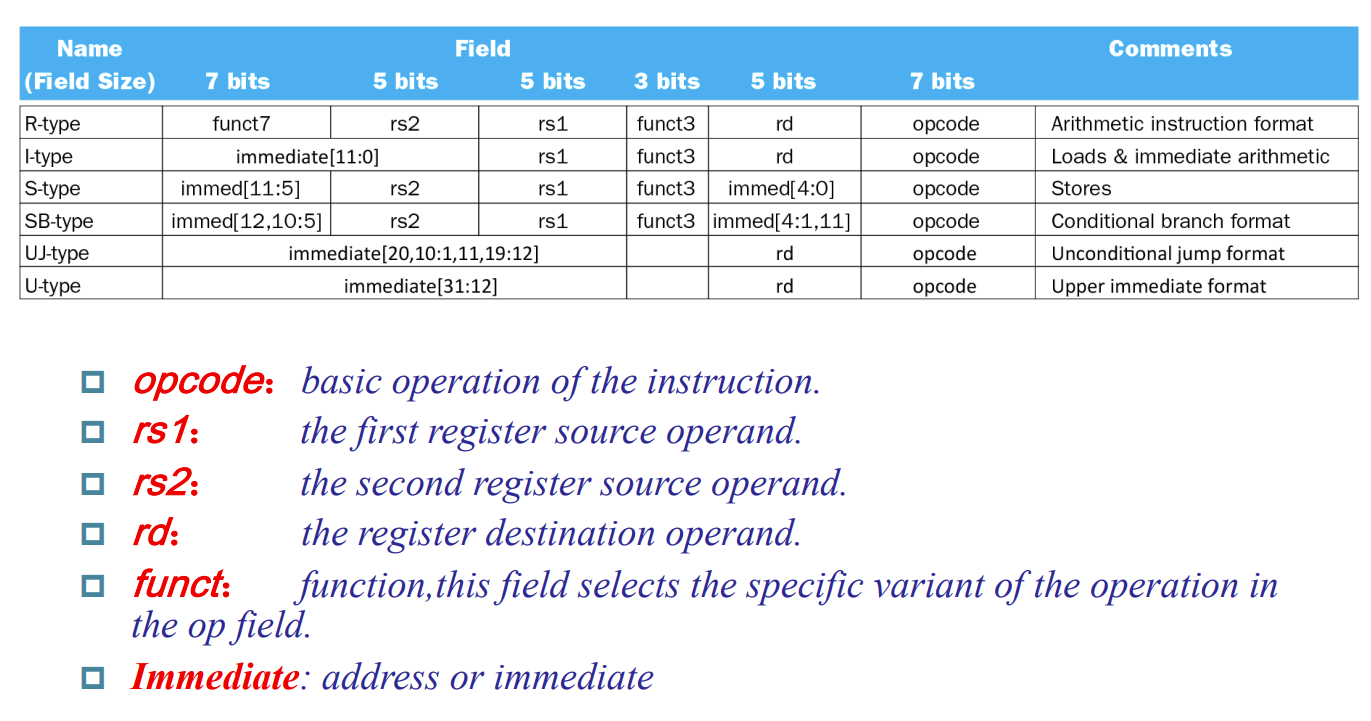 Name Field Comments
(Field Size) 7 bits 5 bits 5 bits 3 bits 5 bits 7 bits
R-type funct7 rs2 rs1 funct3 rd opcode Arithmetic instruction format
I-type immediate[11:0] rs1 funct3 rd opcode Loads & immediate arithmetic
S-type immed[11:5] rs2 rs1 funct3 immed[4:0] opcode Stores
SB-type immed[12,10:5] rs2 rs1 funct3 immed[4:1,11] opcode Conditional branch format
UJ-type immediate[20,10:1,11,19:12] rd opcode Unconditional jump format
U-type immediate[31:12] rd opcode Upper immediate format
opcode： basic operation of the instruction.
rs1： the first register source operand.
rs2： the second register source operand.
rd： the register destination operand.
funct： function,this field selects the specific variant of the operation in
the op field.
Immediate: address or immediate